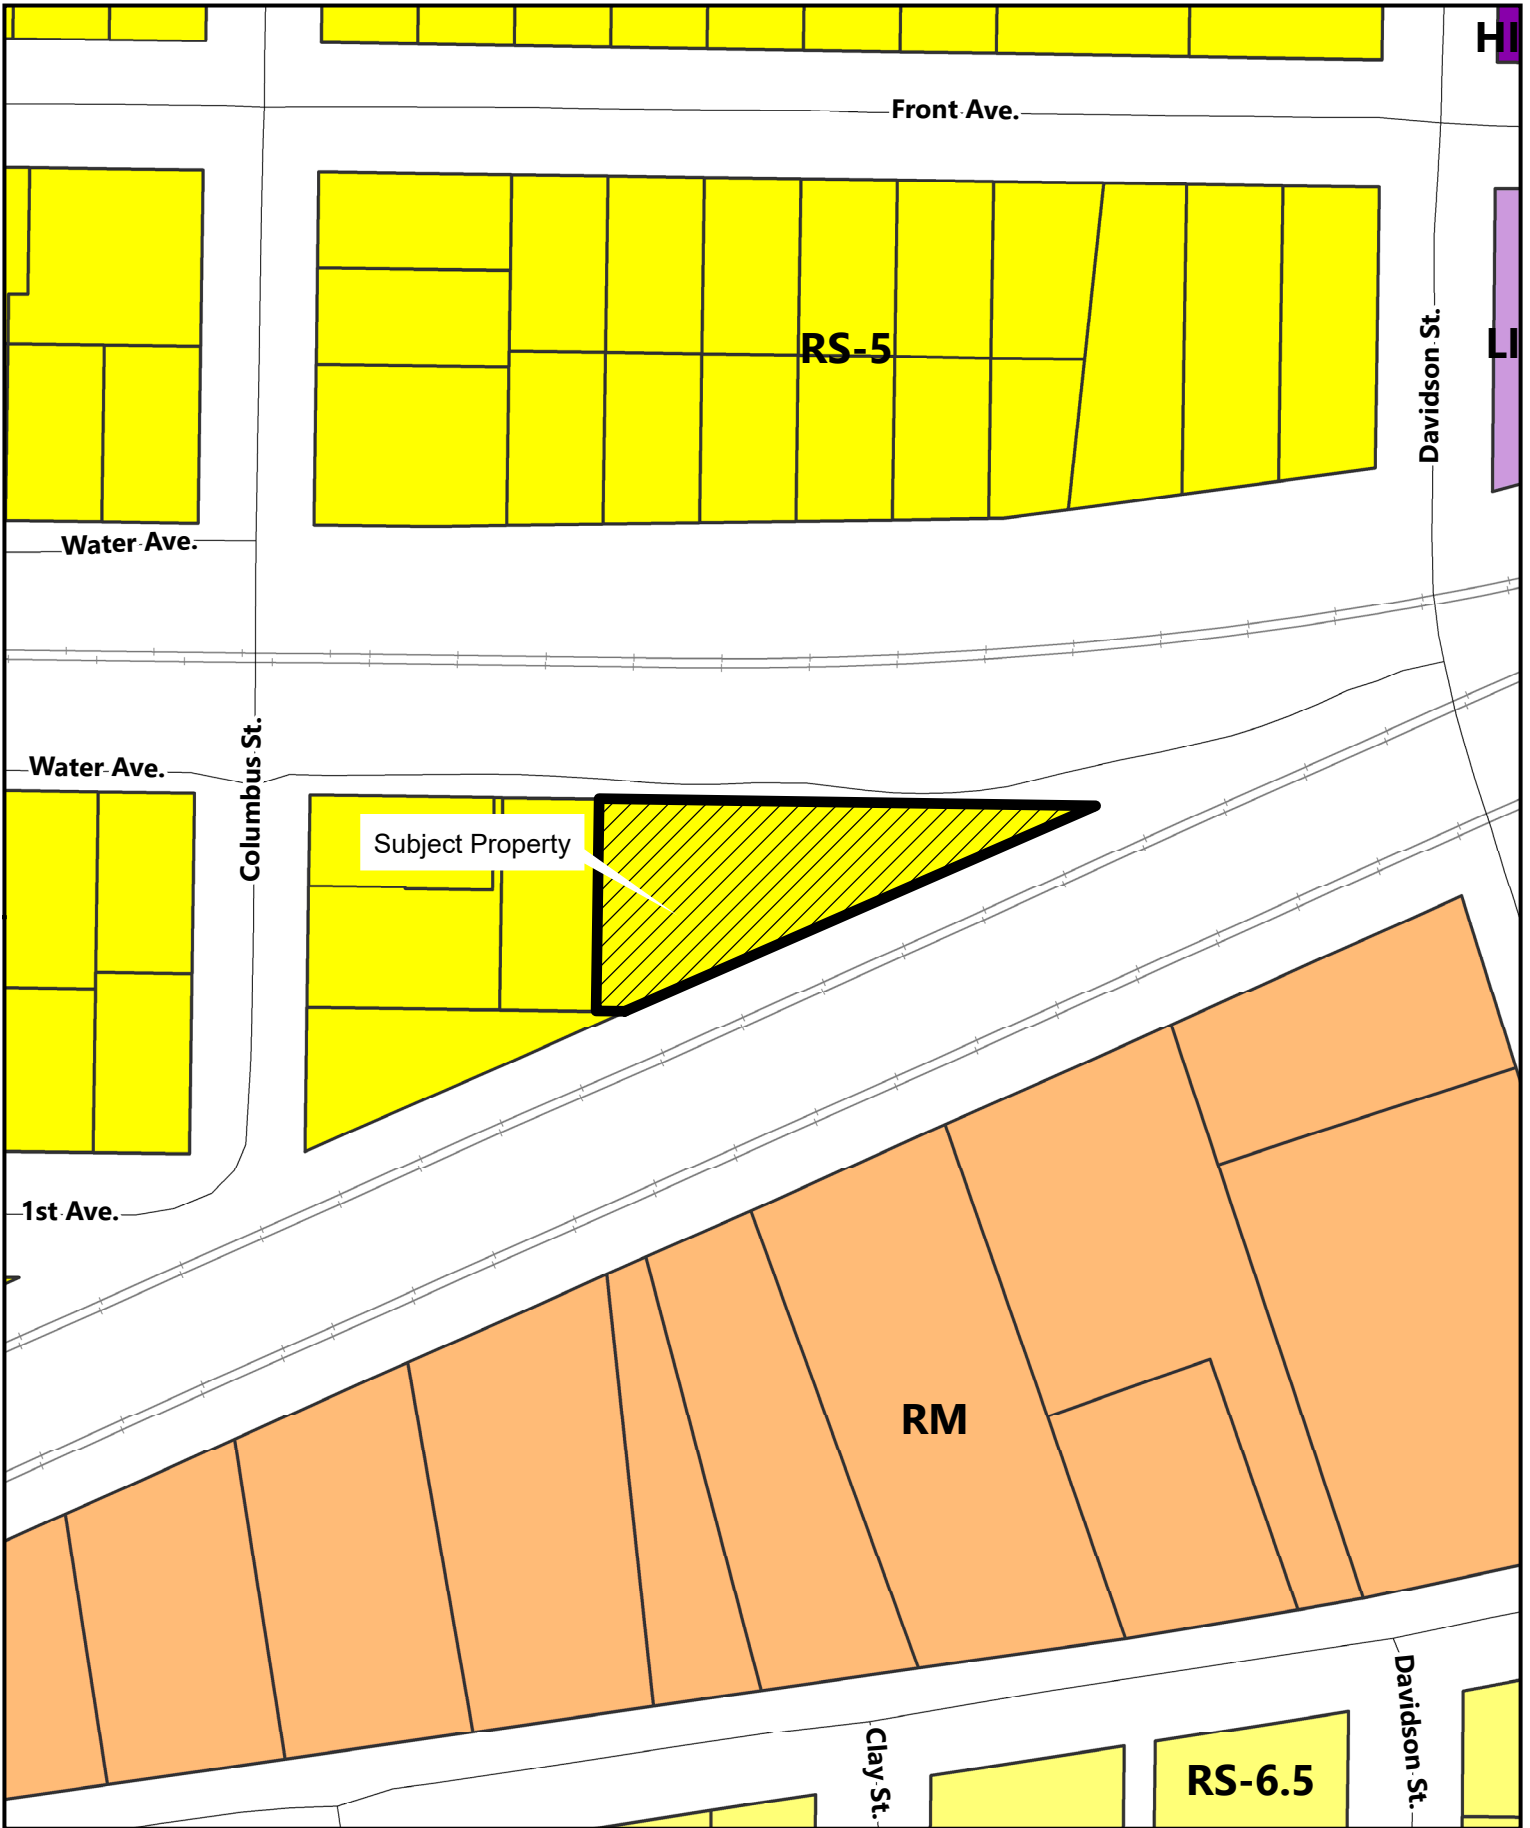 HI
Front Ave.
Davidson St.
LI
RS-5
Water Ave.
Columbus St.
Water Ave.
Subject Property
1st Ave.
RM
Davidson St.
Clay St.
RS-6.5